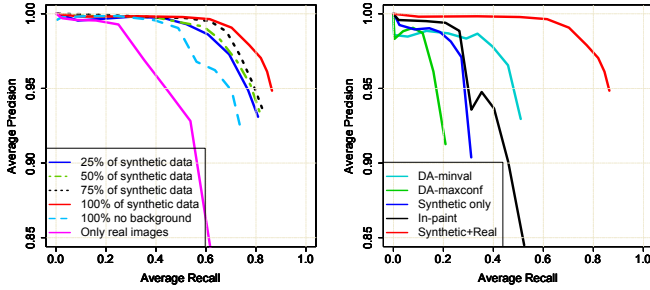 1.00
0.95
0.90
0.85
Average Precision
25% of synthetic data
50% of synthetic data
75% of synthetic data
100% of synthetic data
100% no background
Only real images
0.0 0.2 0.4 0.6 0.8 1.0
Average Recall
1.00
0.95
0.90
0.85
Average Precision
DA-minval
DA-maxconf
Synthetic only
In-paint
Synthetic+Real
0.0 0.2 0.4 0.6 0.8 1.0
Average Recall